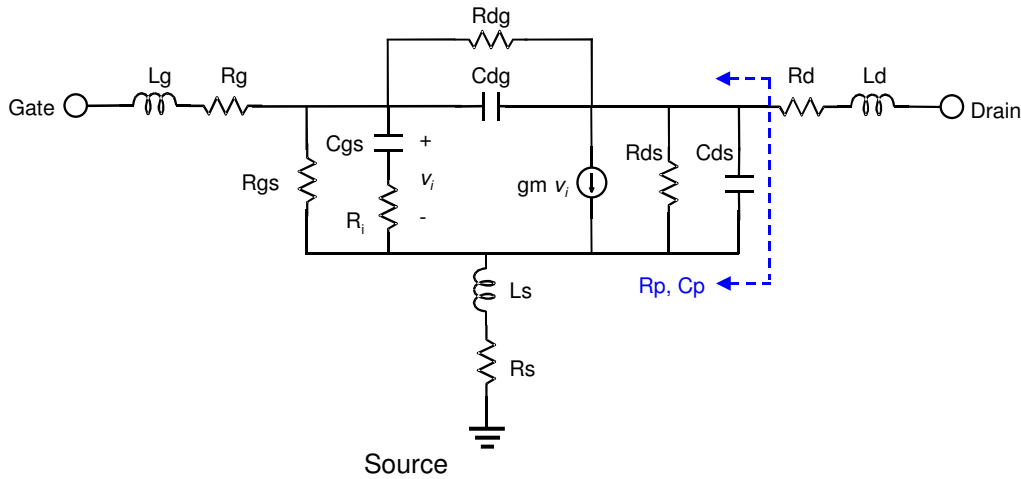 Rdg
Lg
Rg
Cdg
Rd
Ld
Gate
Drain
Cgs
+
Rds
Cds
Rgs
vi
gm vi
Ri
-
Ls
Rp, Cp
Rs
Source